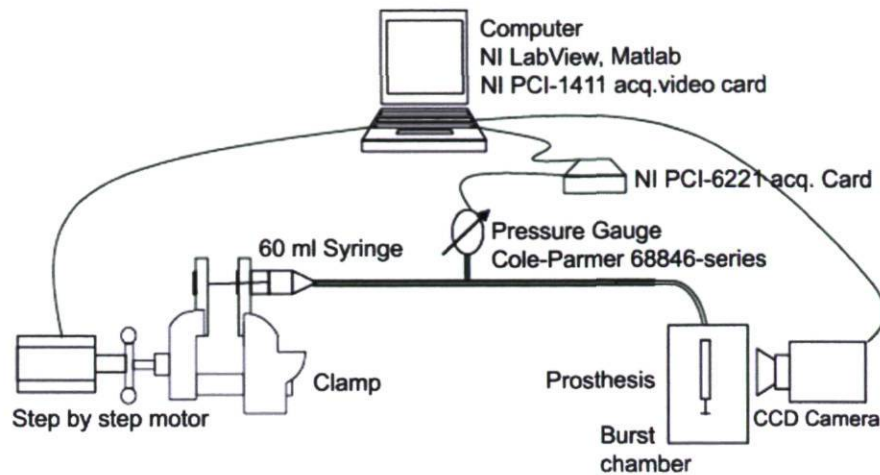 Computer
NI LabView, Matlab
NI PCI-1411 acq.video card
NI PCI-6221 acq. Card
Pressure Gauge
Cole-Parmer 68846-series
60 ml Syringe
Clamp
Step by step motor
Prosthesis
CCD Camera
Burst
chamber